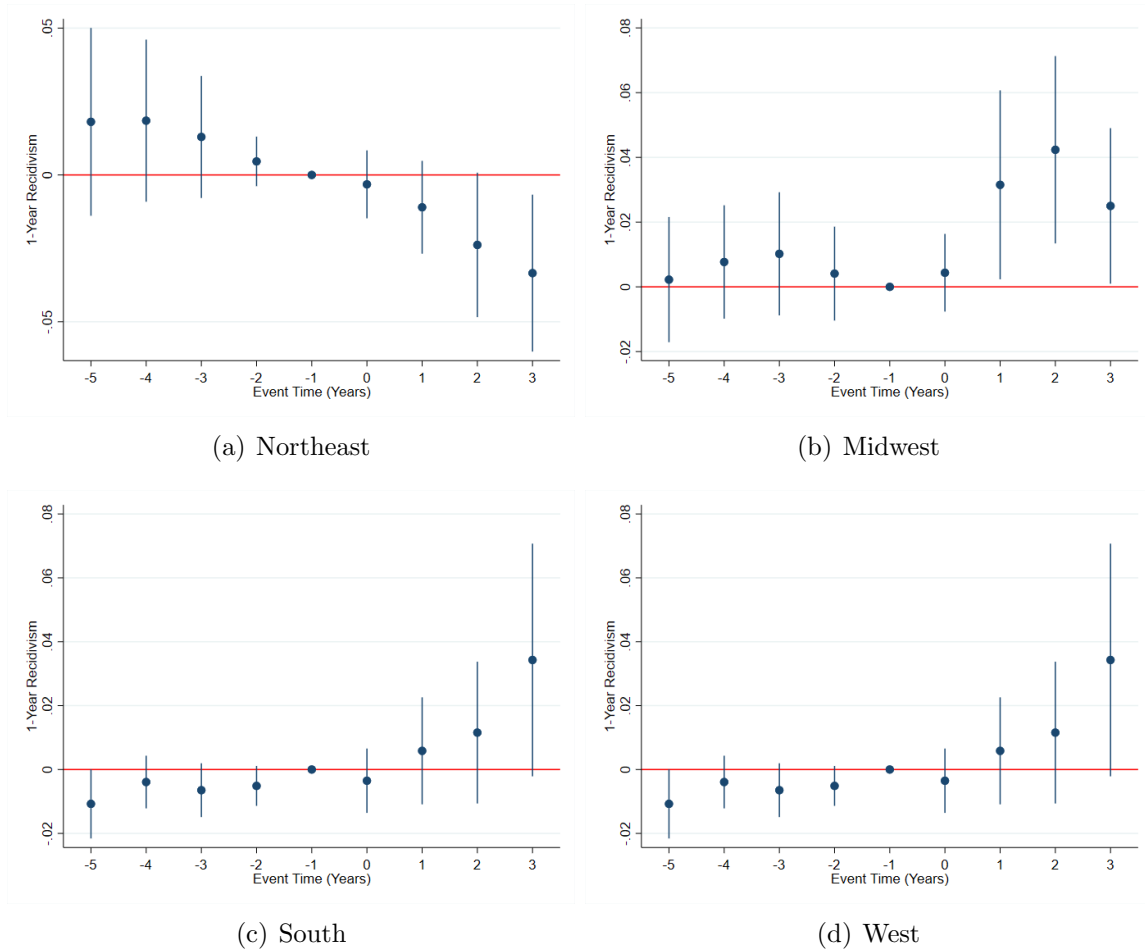 .05
0
-.05
1-Year Recidivism
-5 -4 -3 -2 -1 0 1 2 3
Event Time (Years)
(a) Northeast
.08
.06
.04
.02
0
-.02
1-Year Recidivism
-5 -4 -3 -2 -1 0 1 2 3
Event Time (Years)
(b) Midwest
.08
.06
.04
.02
0
-.02
1-Year Recidivism
-5 -4 -3 -2 -1 0 1 2 3
Event Time (Years)
(c) South
.08
.06
.04
.02
0
-.02
1-Year Recidivism
-5 -4 -3 -2 -1 0 1 2 3
Event Time (Years)
(d) West